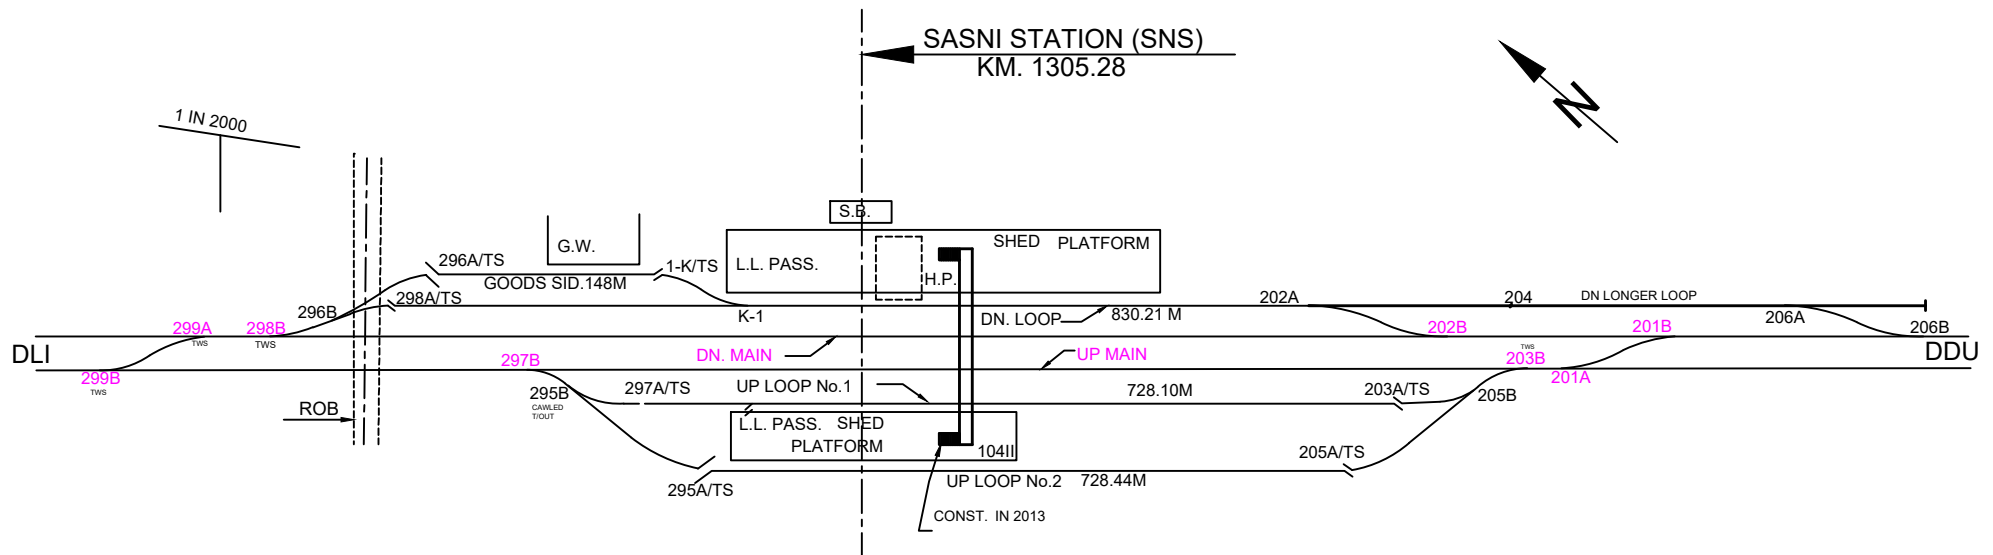 SASNI STATION (SNS)
KM. 1305.28
N
1 IN 2000
S.B.
G.W.
SHED PLATFORM
L.L. PASS.
H.P.
296A/TS
1-K/TS
GOODS SID.148M
298A/TS
296B
K-1
DN. LOOP
830.21 M
202A
204
DN LONGER LOOP
206A
206B
299A
TWS
298B
TWS
202B
201B
DLI
DDU
DN. MAIN
UP MAIN
297B
TWS
203B
201A
299B
TWS
295B
CAWLED
T/OUT
297A/TS
UP LOOP No.1
728.10M
203A/TS
205B
ROB
L.L. PASS. SHED
PLATFORM
104II
205A/TS
295A/TS
UP LOOP No.2 728.44M
CONST. IN 2013